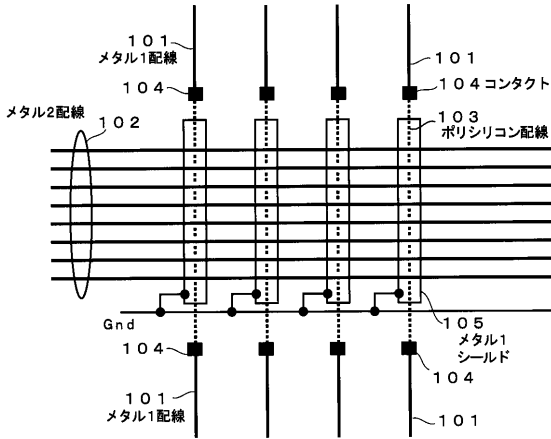 １０１
メタル１配線
１０１
１０４
１０４コンタクト
メタル２配線
１０２
１０３
ポリシリコン配線
Ｇｎｄ
１０５
メタル１
シールド
１０４
１０４
１０１
メタル１配線
１０１